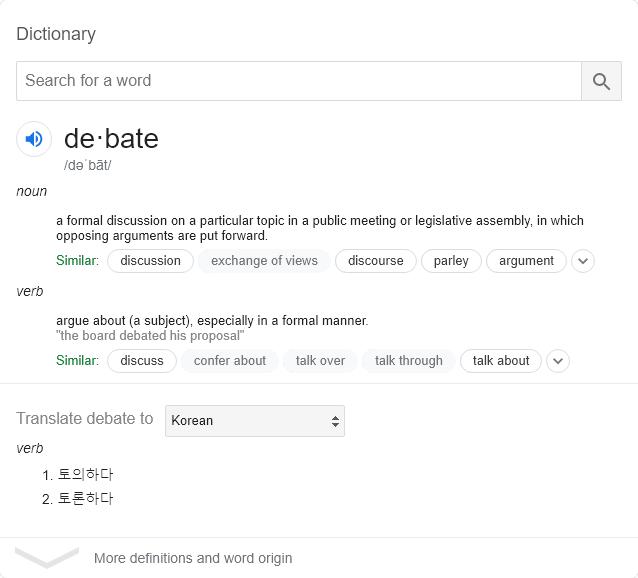 Dictionary
Search for a word
de·bate
/dəˈbāt/
noun
a formal discussion on a particular topic in a public meeting or legislative assembly, in which
opposing arguments are put forward.
Similar: discussion exchange of views discourse parley argument
verb
argue about (a subject), especially in a formal manner.
"the board debated his proposal"
Similar: discuss confer about talk over talk through talk about
Translate debate to Korean
verb
1. 토의하다
2. 토론하다
More definitions and word origin